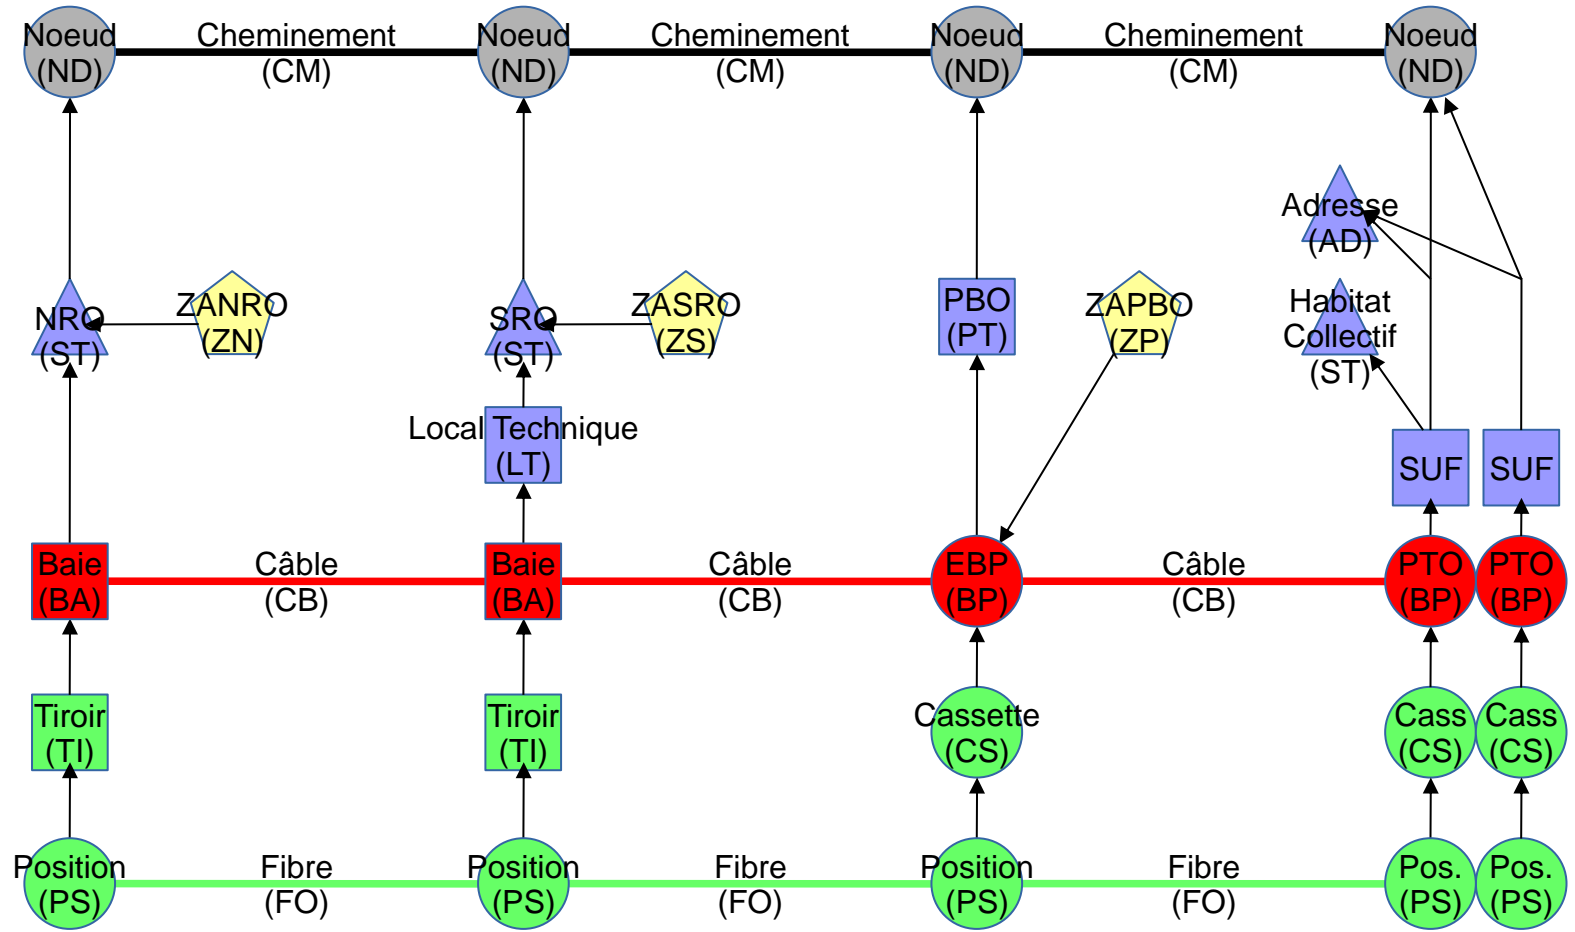 Noeud
(ND)
Cheminement
(CM)
Noeud
(ND)
Cheminement
(CM)
Noeud
(ND)
Cheminement
(CM)
Noeud
(ND)
Adresse
(AD)
NRO
(ST)
ZANRO
(ZN)
SRO
(ST)
ZASRO
(ZS)
PBO
(PT)
ZAPBO
(ZP)
Habitat
Collectif
(ST)
Local Technique
(LT)
SUF
SUF
Baie
(BA)
Câble
(CB)
Baie
(BA)
Câble
(CB)
EBP
(BP)
Câble
(CB)
PTO
(BP)
PTO
(BP)
Tiroir
(TI)
Tiroir
(TI)
Cassette
(CS)
Cass
(CS)
Cass
(CS)
Position
(PS)
Fibre
(FO)
Position
(PS)
Fibre
(FO)
Position
(PS)
Fibre
(FO)
Pos.
(PS)
Pos.
(PS)